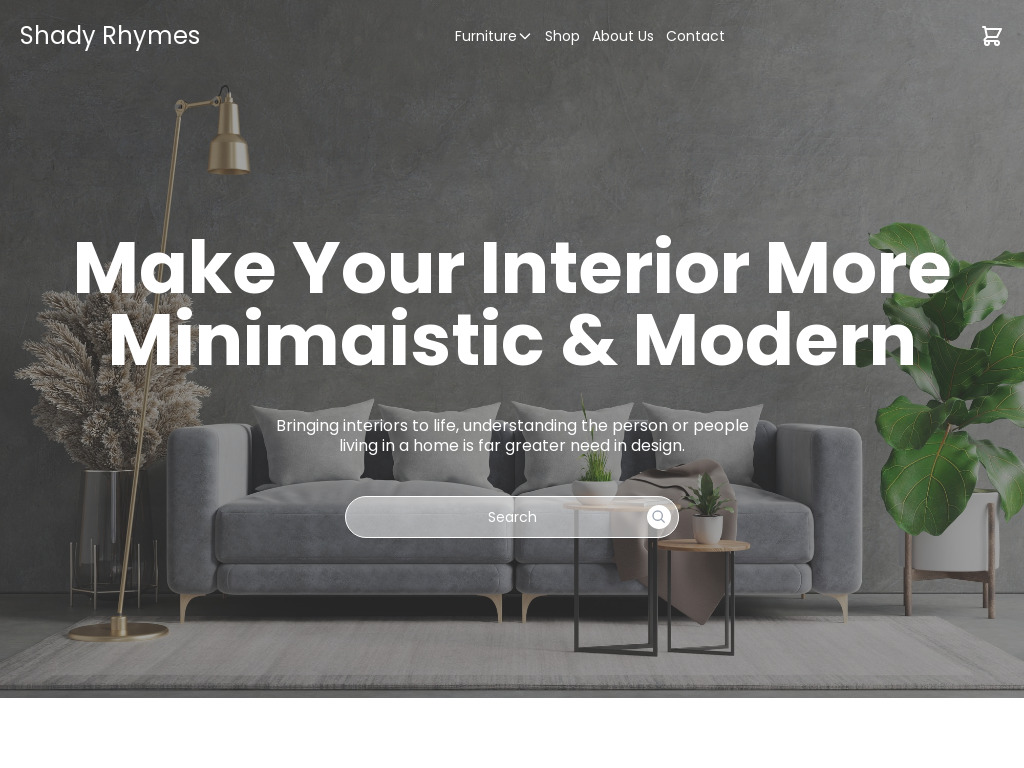 Shady Rhymes
Furniture Shop About Us Contact
Make Your Interior More
Minimaistic & Modern
Bringing interiors to life, understanding the person or people
living in a home is far greater need in design.
Search